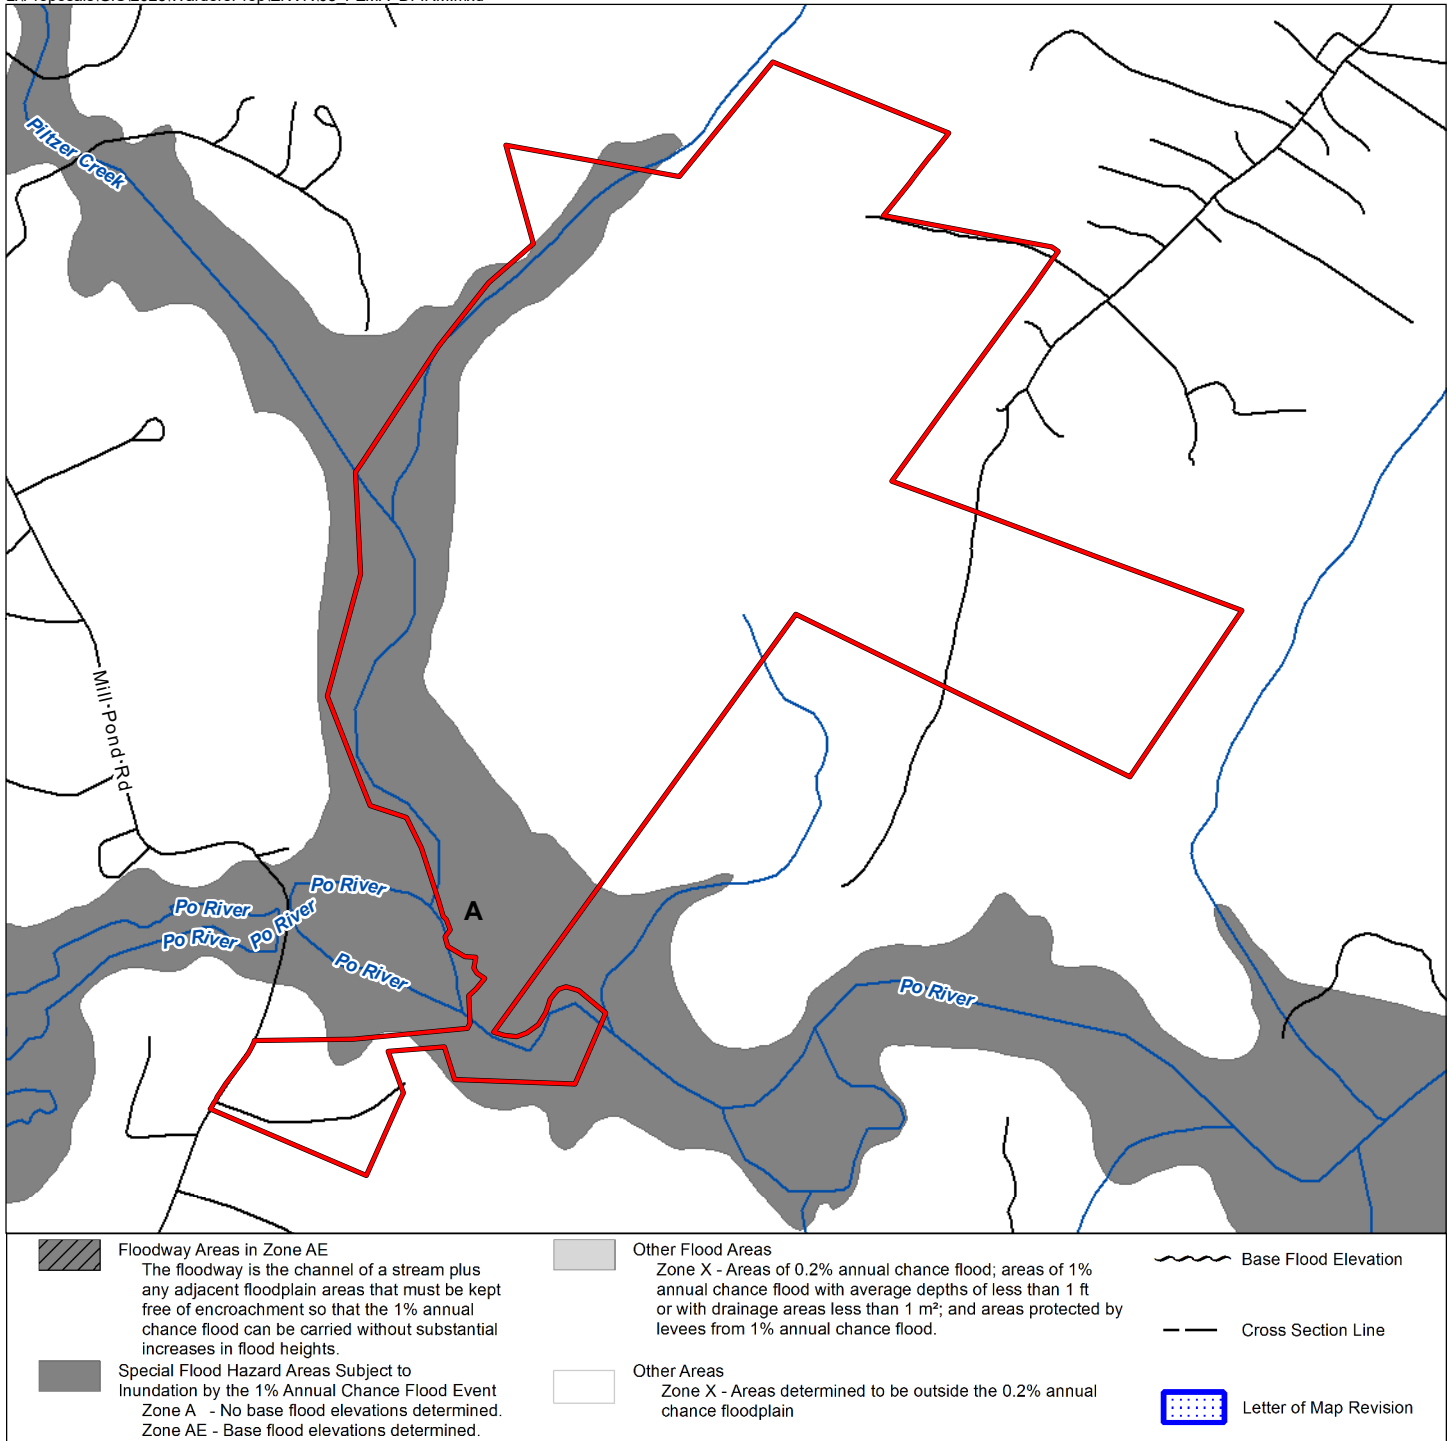 Piltzer Creek
Mill Pond Rd
Po River
Po River
Po River
Po River
Po River
A
Po River
Floodway Areas in Zone AE
The floodway is the channel of a stream plus
any adjacent floodplain areas that must be kept
free of encroachment so that the 1% annual
chance flood can be carried without substantial
increases in flood heights.
Special Flood Hazard Areas Subject to
Inundation by the 1% Annual Chance Flood Event
Zone A - No base flood elevations determined.
Zone AE - Base flood elevations determined.
Other Flood Areas
Zone X - Areas of 0.2% annual chance flood; areas of 1%
annual chance flood with average depths of less than 1 ft
or with drainage areas less than 1 m²; and areas protected by
levees from 1% annual chance flood.
Other Areas
Zone X - Areas determined to be outside the 0.2% annual
chance floodplain
Base Flood Elevation
Cross Section Line
Letter of Map Revision